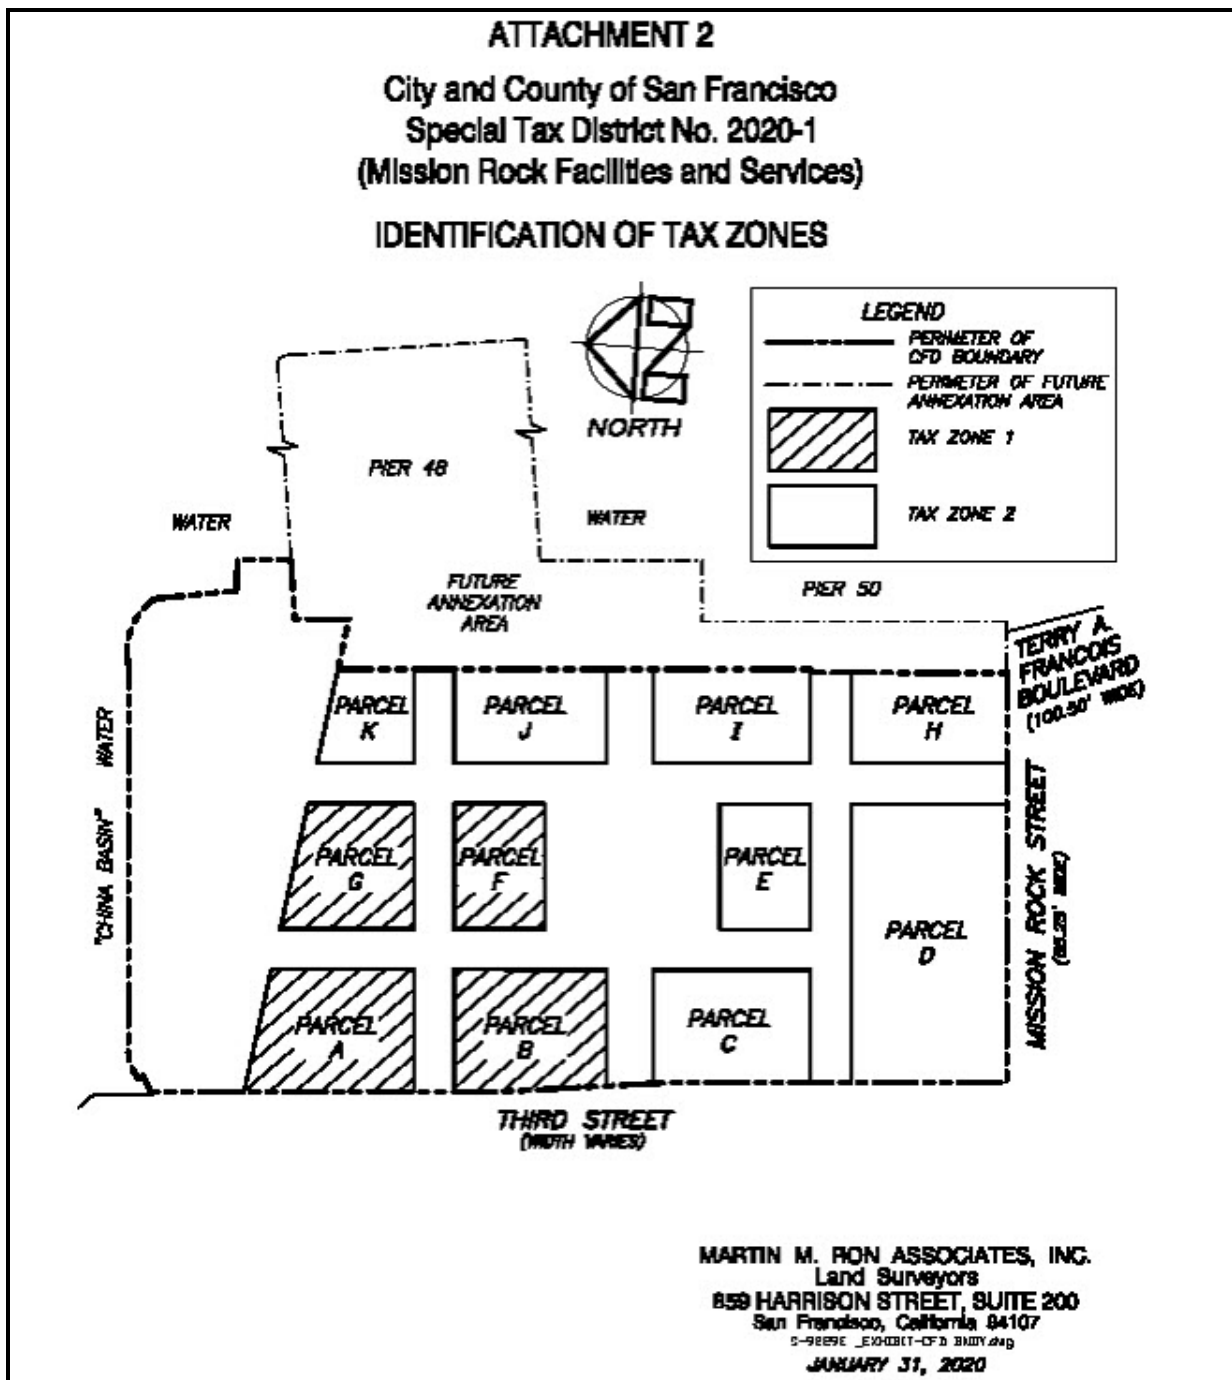 ATTACHMENT 2
City and County of San Francisco
Special Tax District No. 2020-1
(Mission Rock Facilities and Services)
IDENTIFICATION OF TAX ZONES
NORTH
LEGEND
PERIMETER OF
CFD BOUNDARY
PERIMETER OF FUTURE
ANNEXATION AREA
TAX ZONE 1
TAX ZONE 2
PIER 48
WATER
WATER
FUTURE
ANNEXATION
AREA
PIER 50
TERRY A.
FRANCOIS
BOULEVARD
(100.50' WIDE)
WATER
"CHINA BASIN"
PARCEL
K
PARCEL
J
PARCEL
I
PARCEL
H
PARCEL
G
PARCEL
F
PARCEL
E
PARCEL
D
PARCEL
A
PARCEL
B
PARCEL
C
MISSION ROCK STREET
WIDE)
THIRD STREET
(WIDTH VARIES)
MARTIN M. RON ASSOCIATES, INC.
Land Surveyors
859 HARRISON STREET, SUITE 200
San Francisco, California 94107
JANUARY 31, 2020